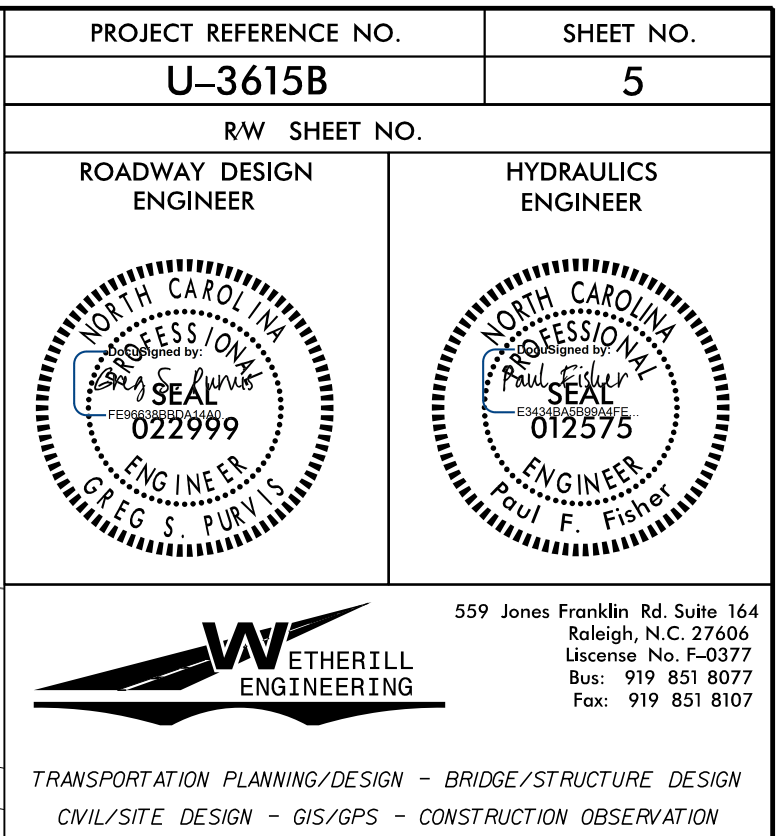 PROJECT REFERENCE NO.
SHEET NO.
U–3615B
5
R/W SHEET NO.
ROADWAY DESIGN
ENGINEER
HYDRAULICS
ENGINEER
NORTH CAROLINA
PROFESSIONAL
DocuSigned by:
Greg S. Purvis
SEAL
FE96638BBDA14A0...
022999
ENGINEER
GREG S. PURVIS
NORTH CAROLINA
PROFESSIONAL
DocuSigned by:
Paul Fisher
SEAL
E3434BA5B99A4FE...
012575
ENGINEER
Paul F. Fisher
WETHERILL
ENGINEERING
559 Jones Franklin Rd. Suite 164
Raleigh, N.C. 27606
Liscense No. F–0377
Bus: 919 851 8077
Fax: 919 851 8107
TRANSPORTATION PLANNING/DESIGN - BRIDGE/STRUCTURE DESIGN
CIVIL/SITE DESIGN - GIS/GPS - CONSTRUCTION OBSERVATION